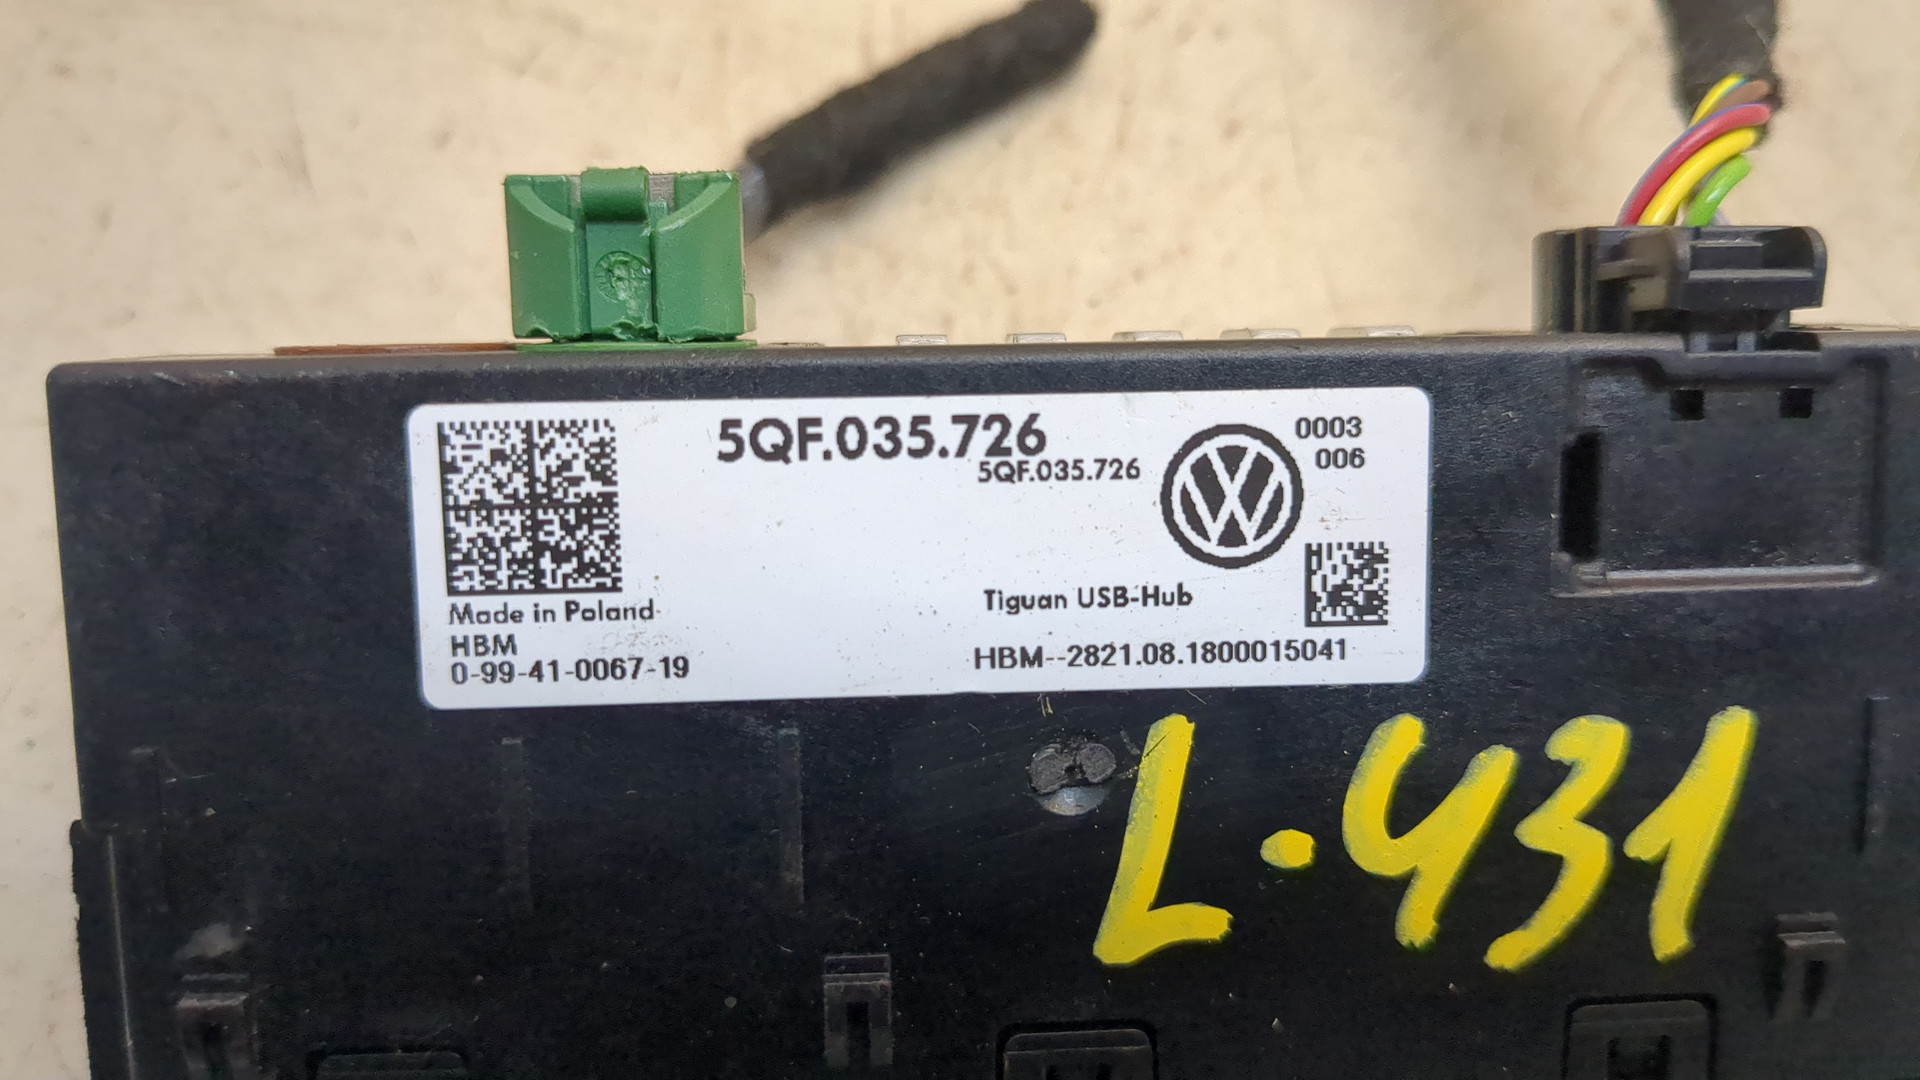 5QF.035.726
5QF.035.726
0003
006
Made in Poland
HBM
0-99-41-0067-19
Tiguan USB-Hub
HBM--2821.08.1800015041
L.431